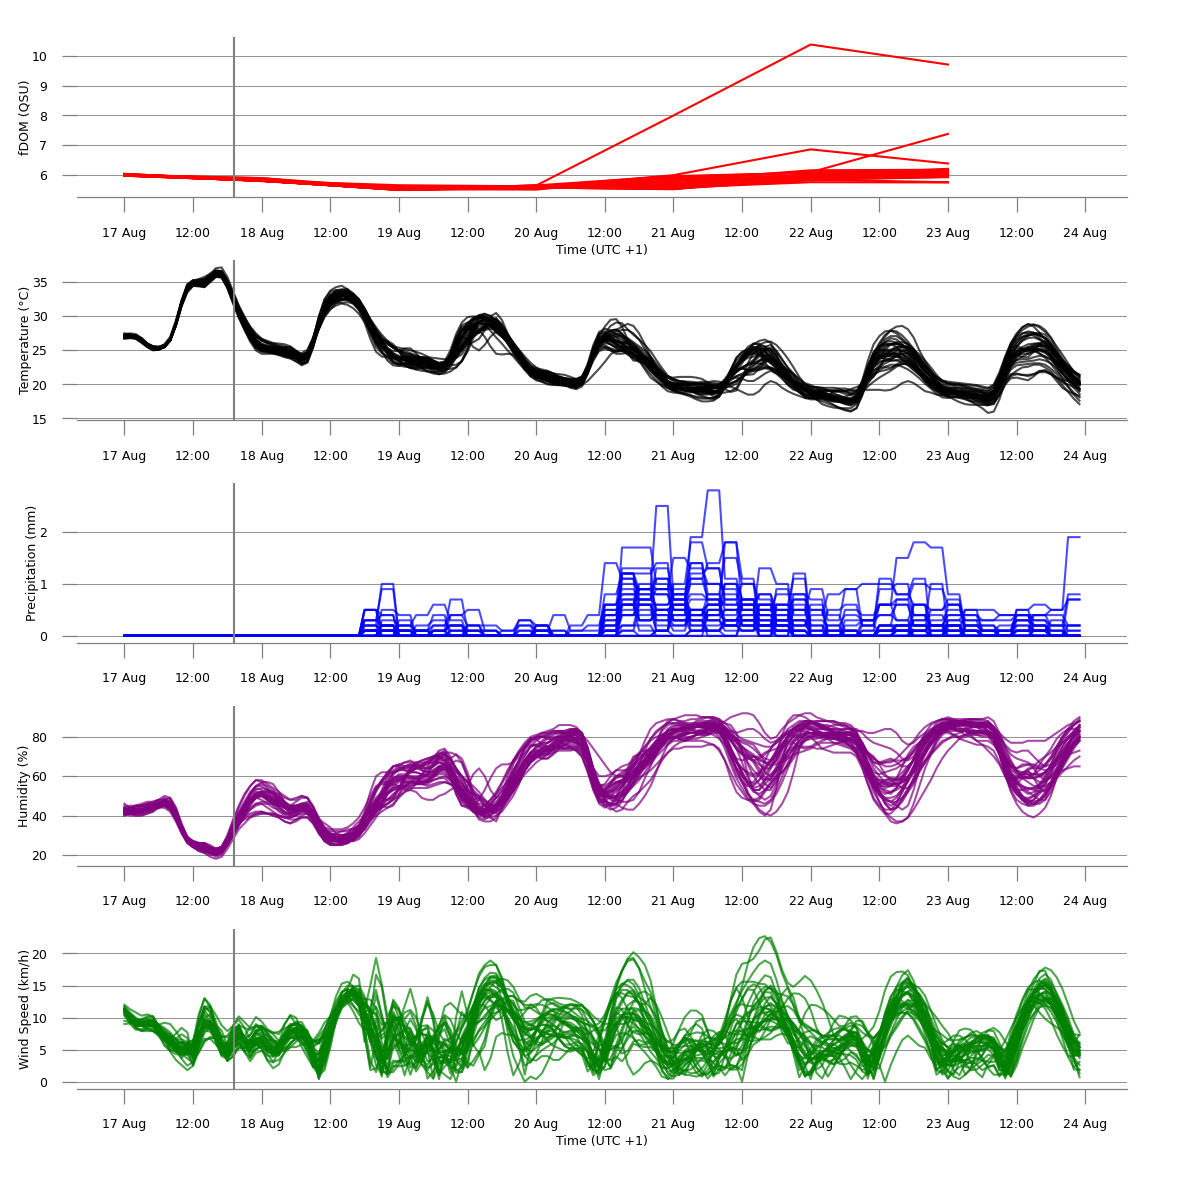 fDOM (QSU)
10
9
8
7
6
17 Aug 12:00 18 Aug 12:00 19 Aug 12:00 20 Aug 12:00 21 Aug 12:00 22 Aug 12:00 23 Aug 12:00 24 Aug
Time (UTC +1)
Temperature (°C)
35
30
25
20
15
17 Aug 12:00 18 Aug 12:00 19 Aug 12:00 20 Aug 12:00 21 Aug 12:00 22 Aug 12:00 23 Aug 12:00 24 Aug
Precipitation (mm)
2
1
0
17 Aug 12:00 18 Aug 12:00 19 Aug 12:00 20 Aug 12:00 21 Aug 12:00 22 Aug 12:00 23 Aug 12:00 24 Aug
Humidity (%)
80
60
40
20
17 Aug 12:00 18 Aug 12:00 19 Aug 12:00 20 Aug 12:00 21 Aug 12:00 22 Aug 12:00 23 Aug 12:00 24 Aug
Wind Speed (km/h)
20
15
10
5
0
17 Aug 12:00 18 Aug 12:00 19 Aug 12:00 20 Aug 12:00 21 Aug 12:00 22 Aug 12:00 23 Aug 12:00 24 Aug
Time (UTC +1)